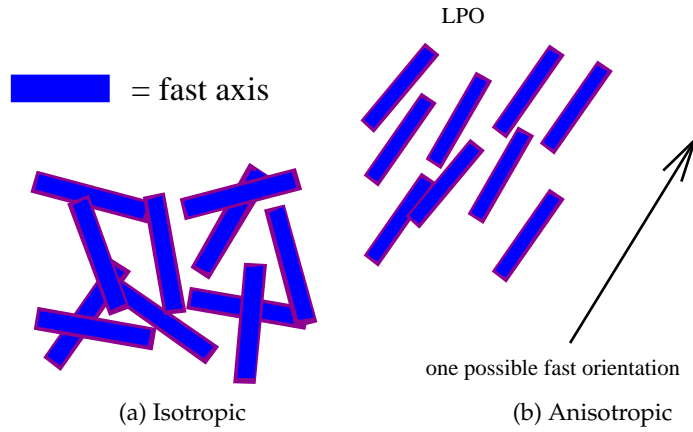 LPO
= fast axis
one possible fast orientation
(a) Isotropic
(b) Anisotropic